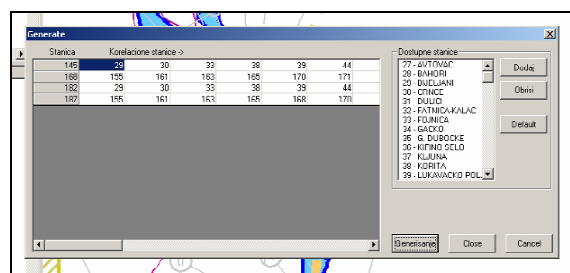 Generate
Stanica Korelacione stanice ->
145 29 30 33 38 39 44
168 155 161 163 165 170 171
182 29 30 33 38 39 44
187 155 161 163 165 168 170
Dostupne stanice
27 - AVTOVAC
28 - BAHORI
29 - BIJELJANI
30 - CRNCE
31 DULICI
32 - FATNICA-KALAC
33 - FOJNICA
34 - GACKO
35 G. DUBOCKE
36 - KIFINO SELO
37 KLJUNA
38 - KORITA
39 - LUKAVACKO POL
Dodaj
Obrisi
Default
Generisanje Close Cancel